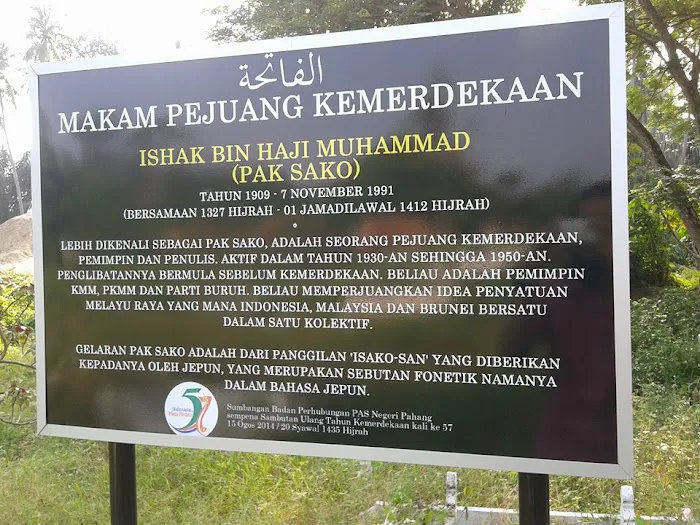 الفاتحة
MAKAM PEJUANG KEMERDEKAAN
ISHAK BIN HAJI MUHAMMAD
(PAK SAKO)
TAHUN 1909 - 7 NOVEMBER 1991
(BERSAMAAN 1327 HIJRAH - 01 JAMADILAWAL 1412 HIJRAH)
LEBIH DIKENALI SEBAGAI PAK SAKO, ADALAH SEORANG PEJUANG KEMERDEKAAN,
PEMIMPIN DAN PENULIS. AKTIF DALAM TAHUN 1930-AN SEHINGGA 1950-AN.
PENGLIBATANNYA BERMULA SEBELUM KEMERDEKAAN. BELIAU ADALAH PEMIMPIN
KMM, PKMM DAN PARTI BURUH. BELIAU MEMPERJUANGKAN IDEA PENYATUAN
MELAYU RAYA YANG MANA INDONESIA, MALAYSIA DAN BRUNEI BERSATU
DALAM SATU KOLEKTIF.
GELARAN PAK SAKO ADALAH DARI PANGGILAN 'ISAKO-SAN' YANG DIBERIKAN
KEPADANYA OLEH JEPUN, YANG MERUPAKAN SEBUTAN FONETIK NAMANYA
DALAM BAHASA JEPUN.
57
Sumbangan Badan Perhubungan PAS Negeri Pahang
sempena Sambutan Ulang Tahun Kemerdekaan kali ke 57
15 Ogos 2014 / 20 Syawal 1435 Hijrah